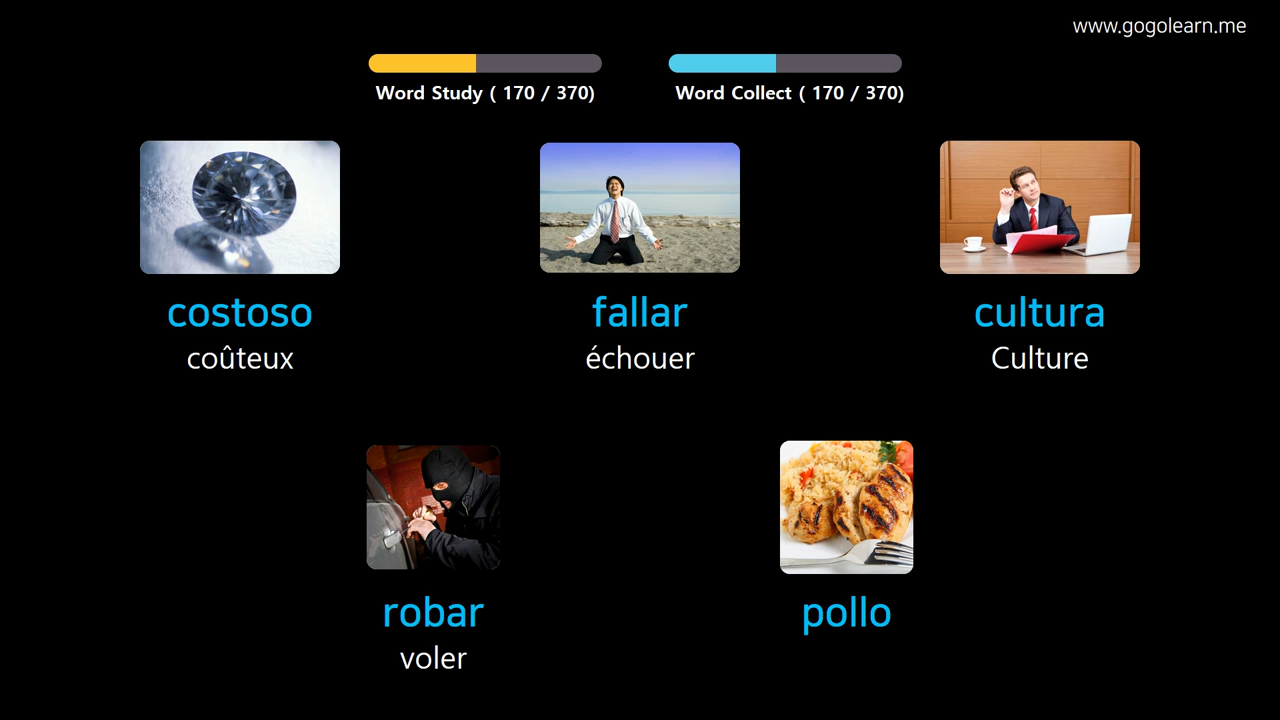 www.gogolearn.me
Word Study ( 170 / 370)
Word Collect ( 170 / 370)
costoso
coûteux
fallar
échouer
cultura
Culture
robar
voler
pollo